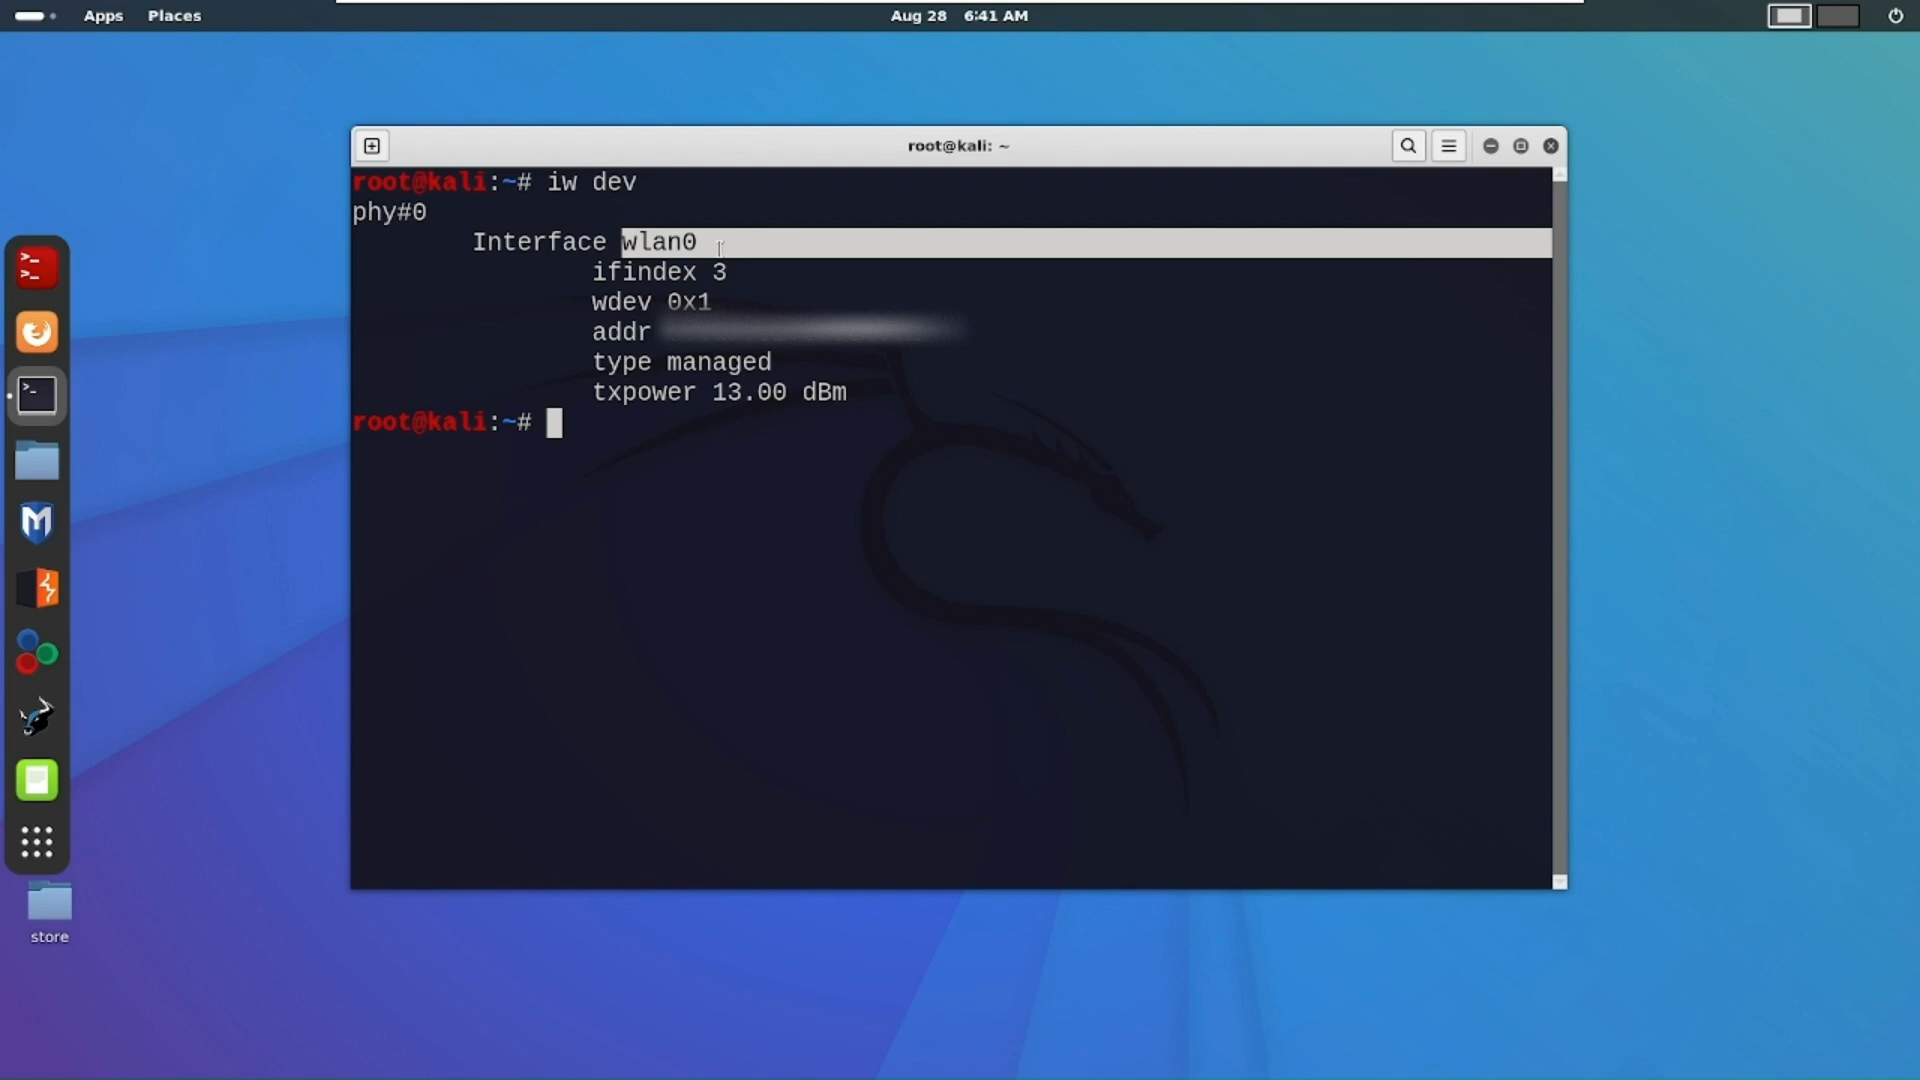 Apps Places Aug 28 6:41 AM
root@kali: ~
root@kali:~# iw dev
phy#0
Interface wlan0
ifindex 3
wdev 0x1
addr
type managed
txpower 13.00 dBm
root@kali:~#
store